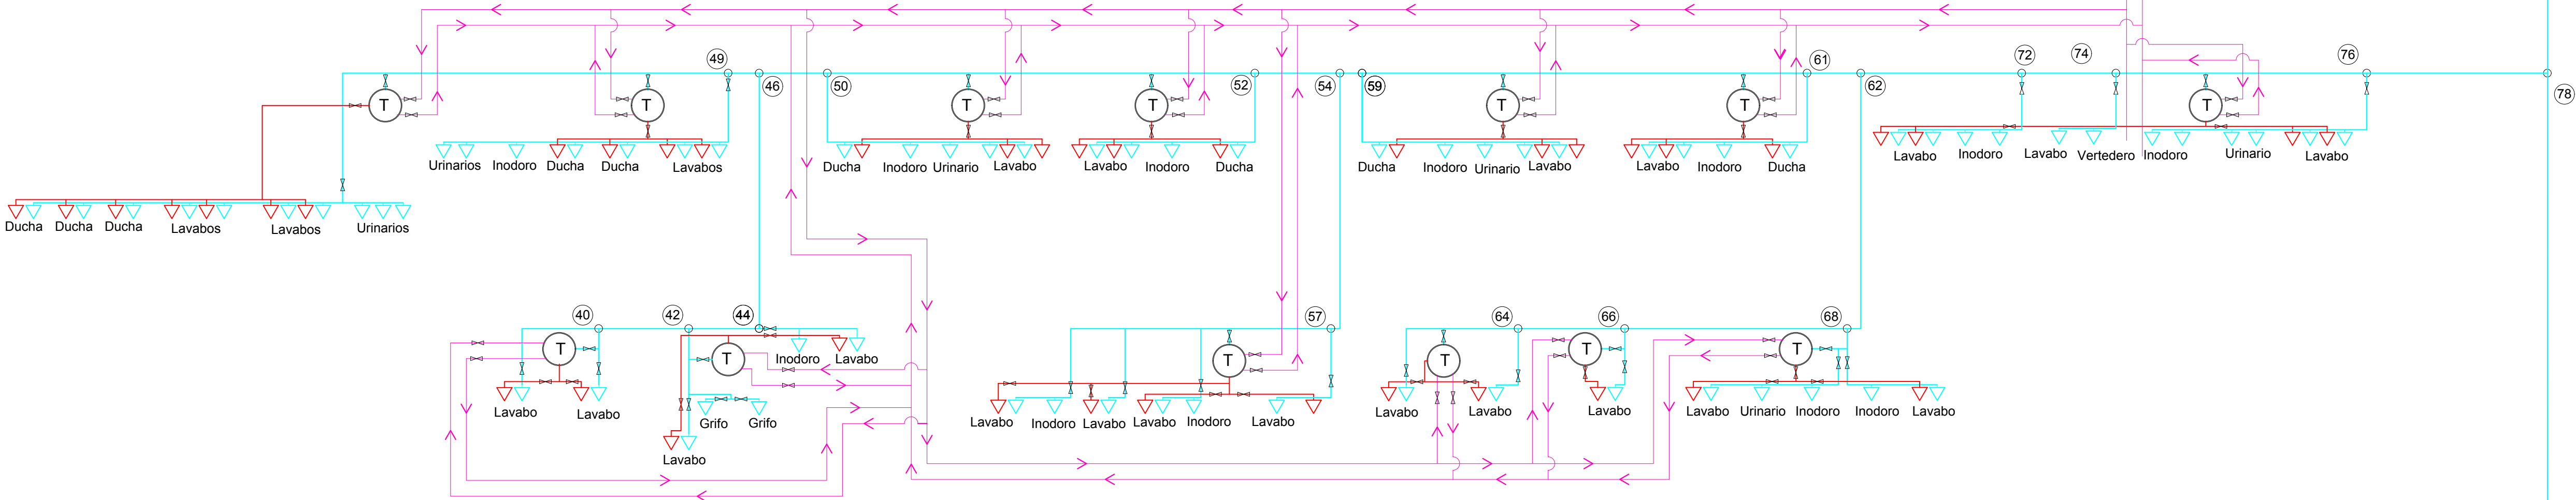 49 46 50 52 54 59 61 62 72 74 76 78
T T T T T T T
Urinarios Inodoro Ducha Ducha Lavabos Ducha Inodoro Urinario Lavabo Lavabo Inodoro Ducha Ducha Inodoro Urinario Lavabo Lavabo Inodoro Ducha Lavabo Inodoro Lavabo Vertedero Inodoro Urinario Lavabo
Ducha Ducha Ducha Lavabos Lavabos Urinarios
40 42 44 57 64 66 68
T T T T T T
Inodoro Lavabo
Lavabo Lavabo Grifo Grifo Lavabo Inodoro Lavabo Lavabo Inodoro Lavabo Lavabo Lavabo Lavabo Lavabo Urinario Inodoro Inodoro Lavabo
Lavabo